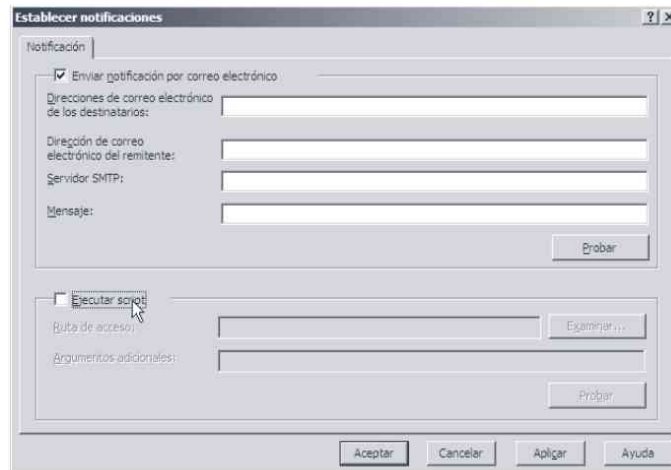 Establecer notificaciones
Notificación
Enviar notificación por correo electrónico
Direcciones de correo electrónico
de los destinatarios:
Dirección de correo
electrónico del remitente:
Servidor SMTP:
Mensaje:
Probar
Ejecutar script
Ruta de acceso:
Examinar...
Argumentos adicionales:
Probar
Aceptar
Cancelar
Aplicar
Ayuda